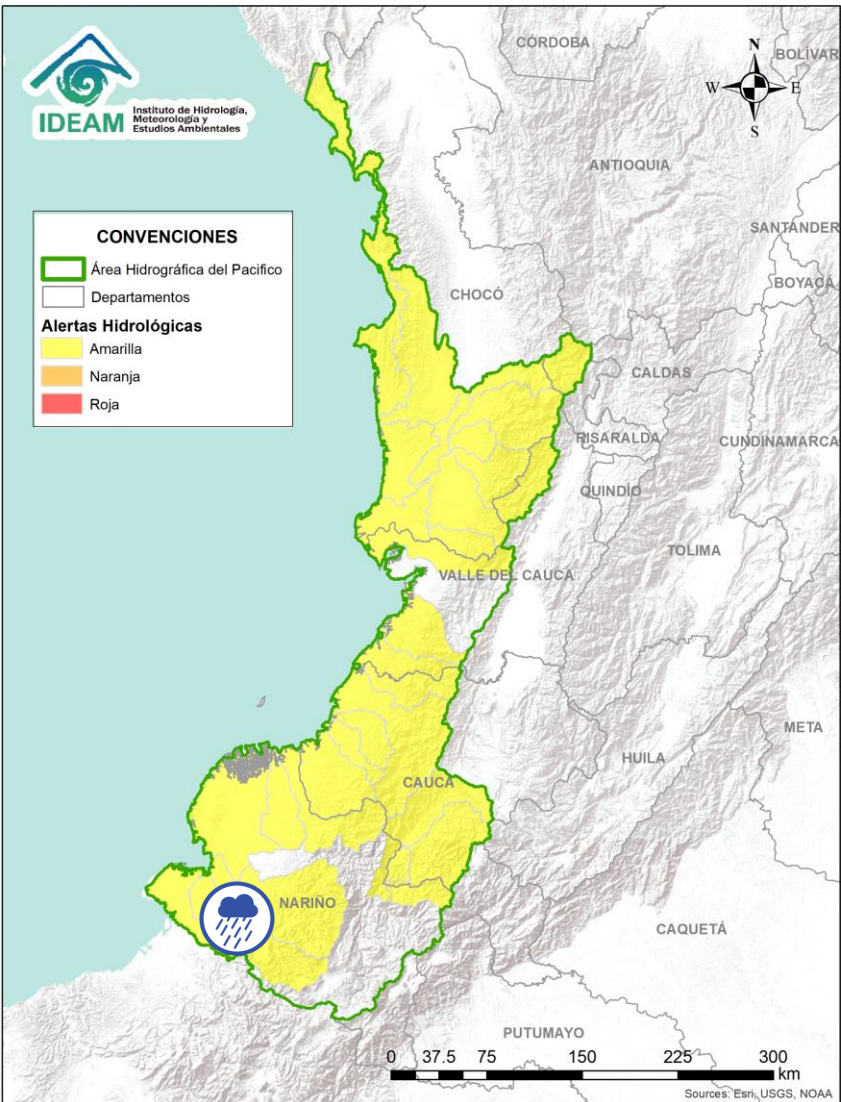 IDEAM
Instituto de Hidrología,
Meteorología y
Estudios Ambientales
CÓRDOBA
BOLÍVAR
N
W
E
S
ANTIOQUIA
SANTANDER
BOYACÁ
CONVENCIONES
Área Hidrográfica del Pacifico
Departamentos
Alertas Hidrológicas
Amarilla
Naranja
Roja
CHOCÓ
CALDAS
RISARALDA
CUNDINAMARCA
QUINDÍO
TOLIMA
VALLE DEL CAUCA
META
HUILA
CAUCA
NARIÑO
CAQUETÁ
PUTUMAYO
0 37.5 75 150 225 300
km
Sources: Esri, USGS, NOAA